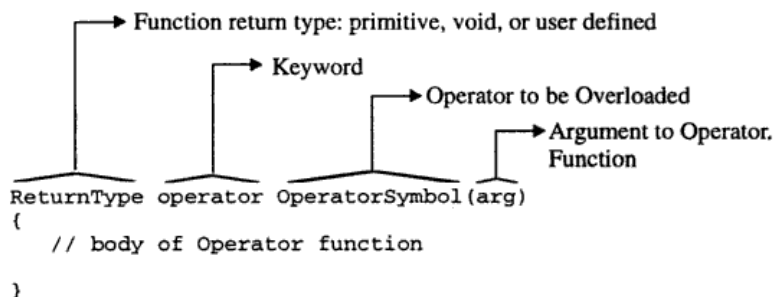 Function return type: primitive, void, or user defined
Keyword
Operator to be Overloaded
Argument to Operator.
Function
ReturnType operator OperatorSymbol(arg)
{
// body of Operator function
}